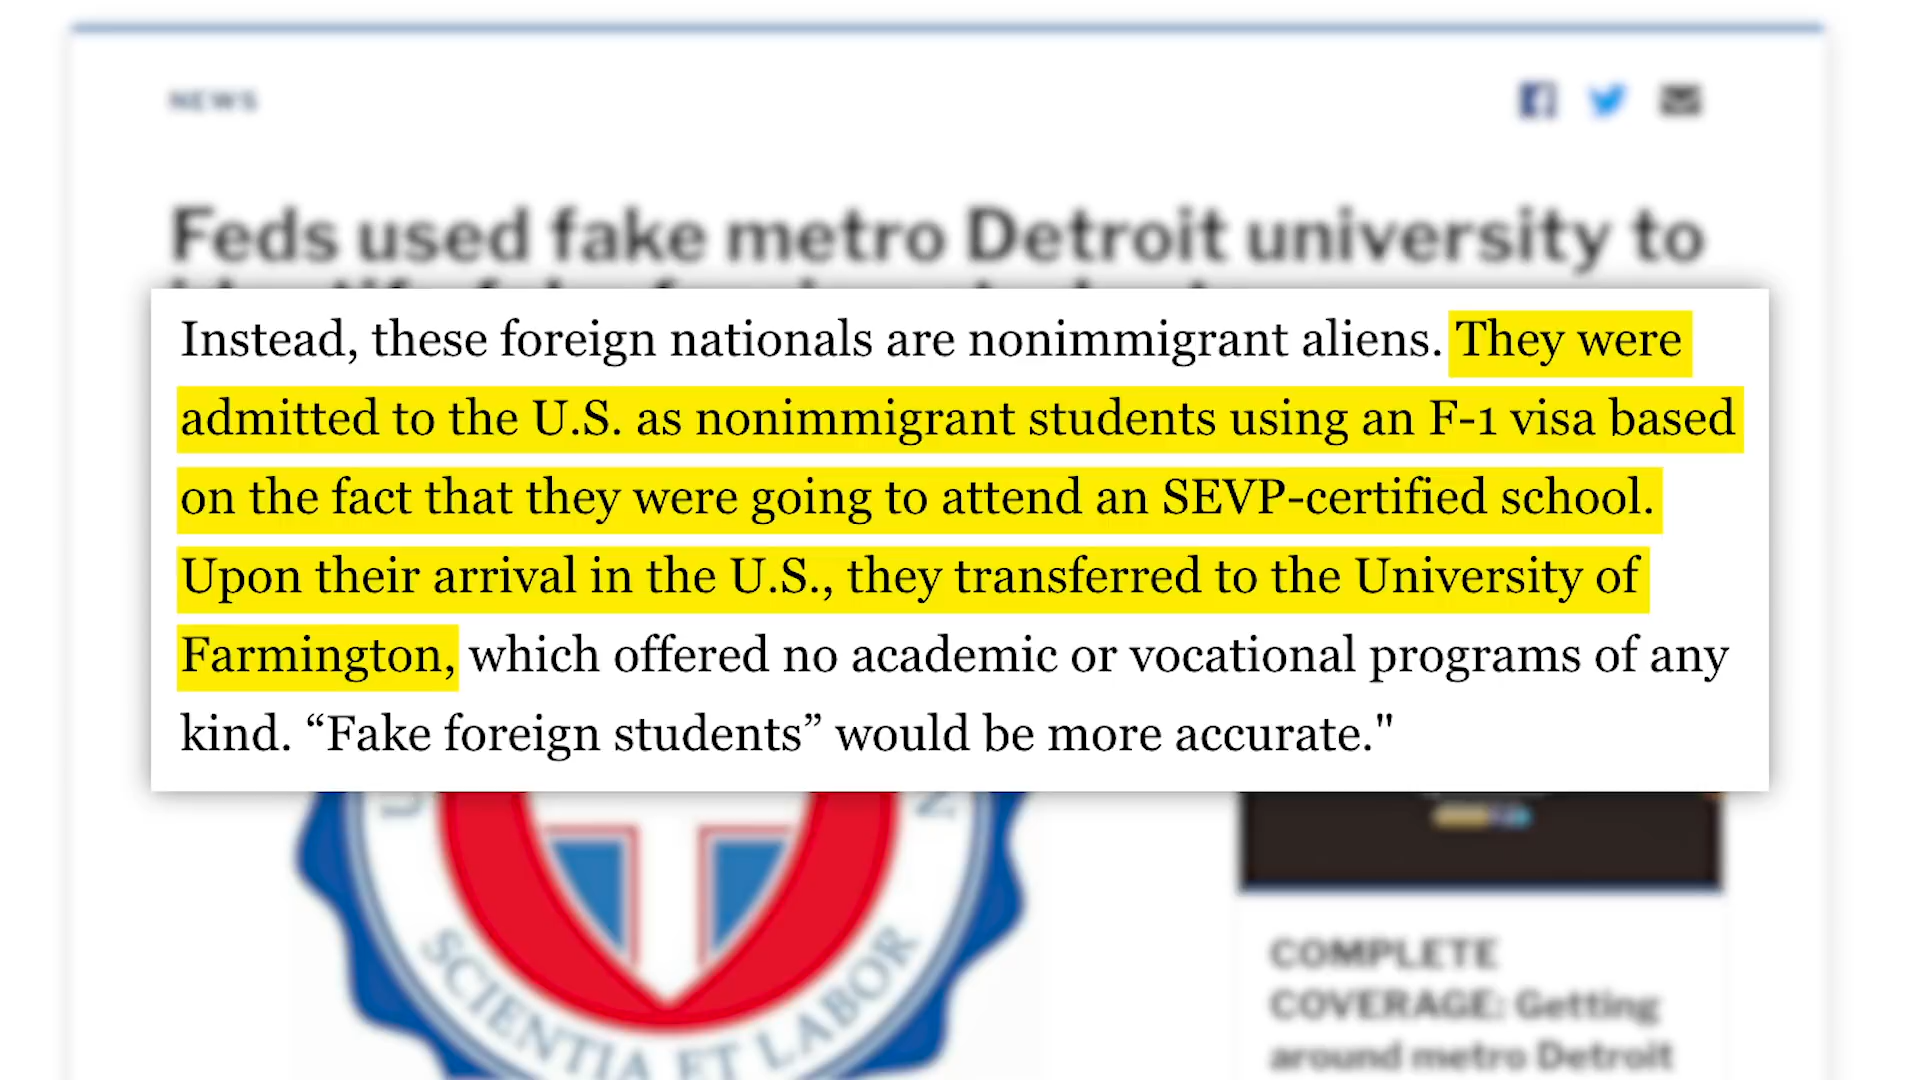 NEWS
Feds used fake metro Detroit university to
Instead, these foreign nationals are nonimmigrant aliens. They were
admitted to the U.S. as nonimmigrant students using an F-1 visa based
on the fact that they were going to attend an SEVP-certified school.
Upon their arrival in the U.S., they transferred to the University of
Farmington, which offered no academic or vocational programs of any
kind. “Fake foreign students” would be more accurate."
SCIENTIA ET LABOR
COMPLETE
COVERAGE: Getting
around metro Detroit